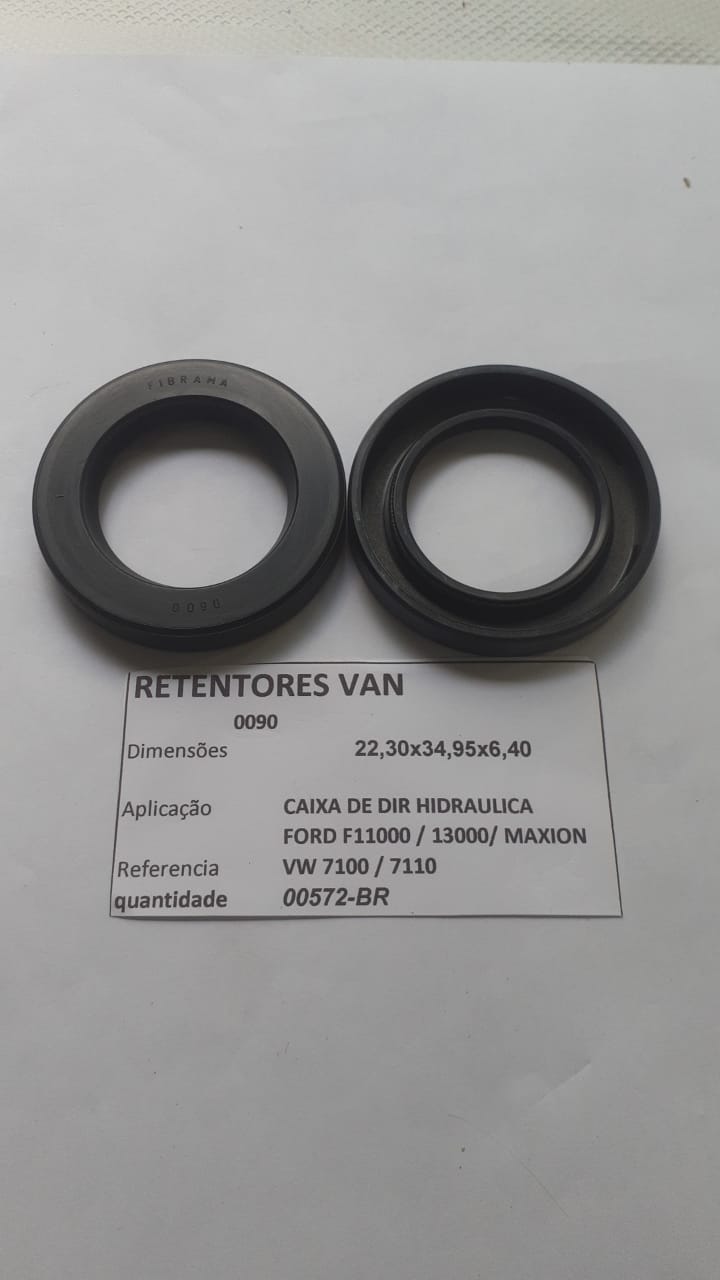 FIBRAMA
0090
RETENTORES VAN
0090
Dimensões 22,30x34,95x6,40
Aplicação CAIXA DE DIR HIDRAULICA
FORD F11000 / 13000/ MAXION
Referencia VW 7100 / 7110
quantidade 00572-BR